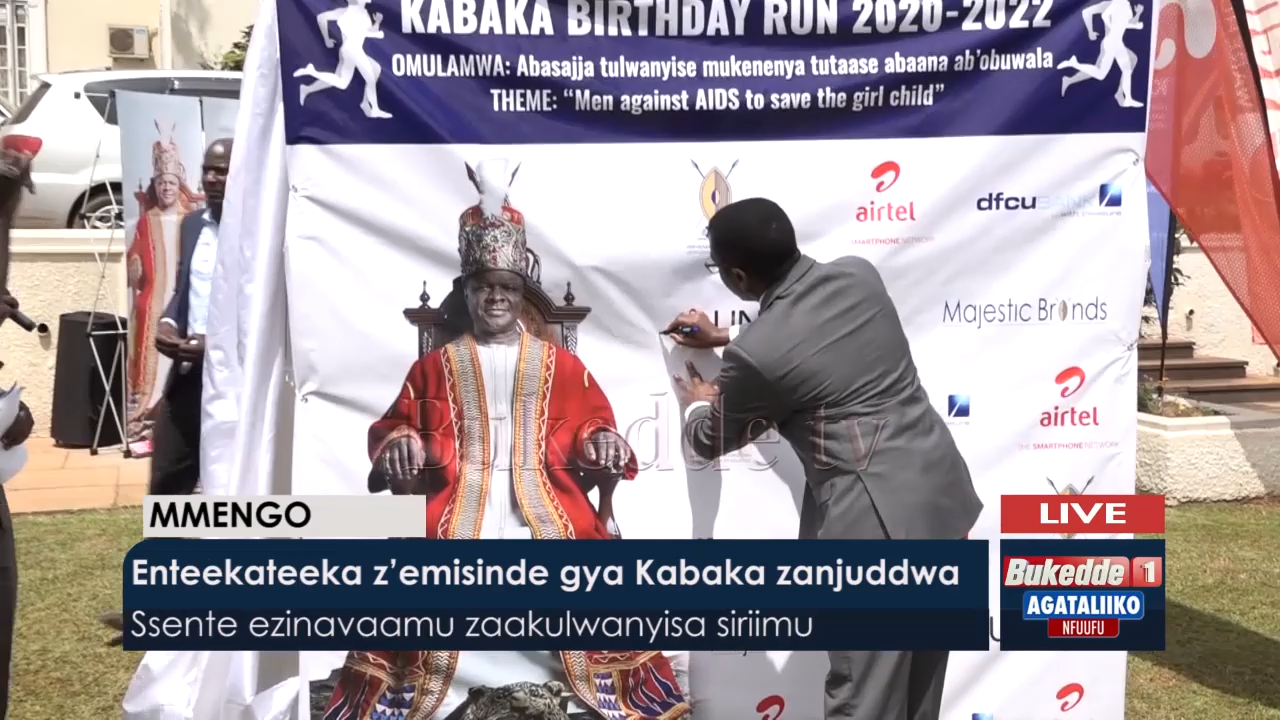 KABAKA BIRTHDAY RUN 2020-2022
OMULAMWA: Abasajja tulwanyise mukenenya tutaase abaana ab'obuwala
THEME: “Men against AIDS to save the girl child”
airtel
SMARTPHONE NETWORK
dfcu BANK
UN
Majestic Brands
airtel
THE SMARTPHONE NETWORK
Bukedde tv
MMENGO
LIVE
Enteekateeka z'emisinde gya Kabaka zanjuddwa
Ssente ezinavaamu zaakulwanyisa siriimu
Bukedde 1
AGATALIIKO
NFUUFU